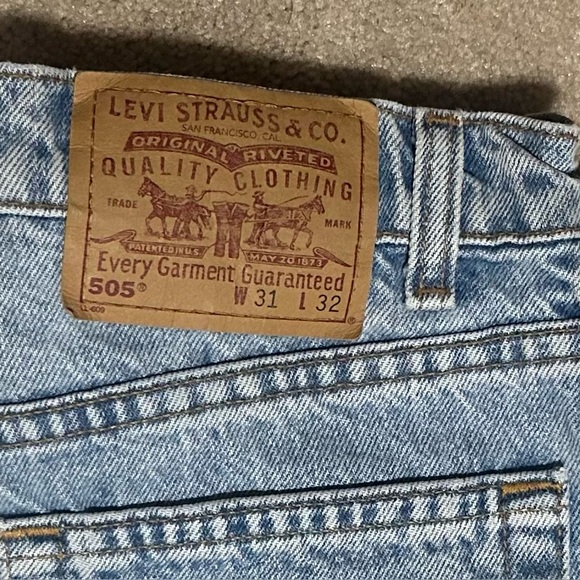 LEVI STRAUSS & CO.
SAN FRANCISCO, CAL.
ORIGINAL RIVETED
QUALITY CLOTHING
TRADE MARK
PATENTED IN U.S. MAY 20 1873
Every Garment Guaranteed
505® W 31 L 32
®